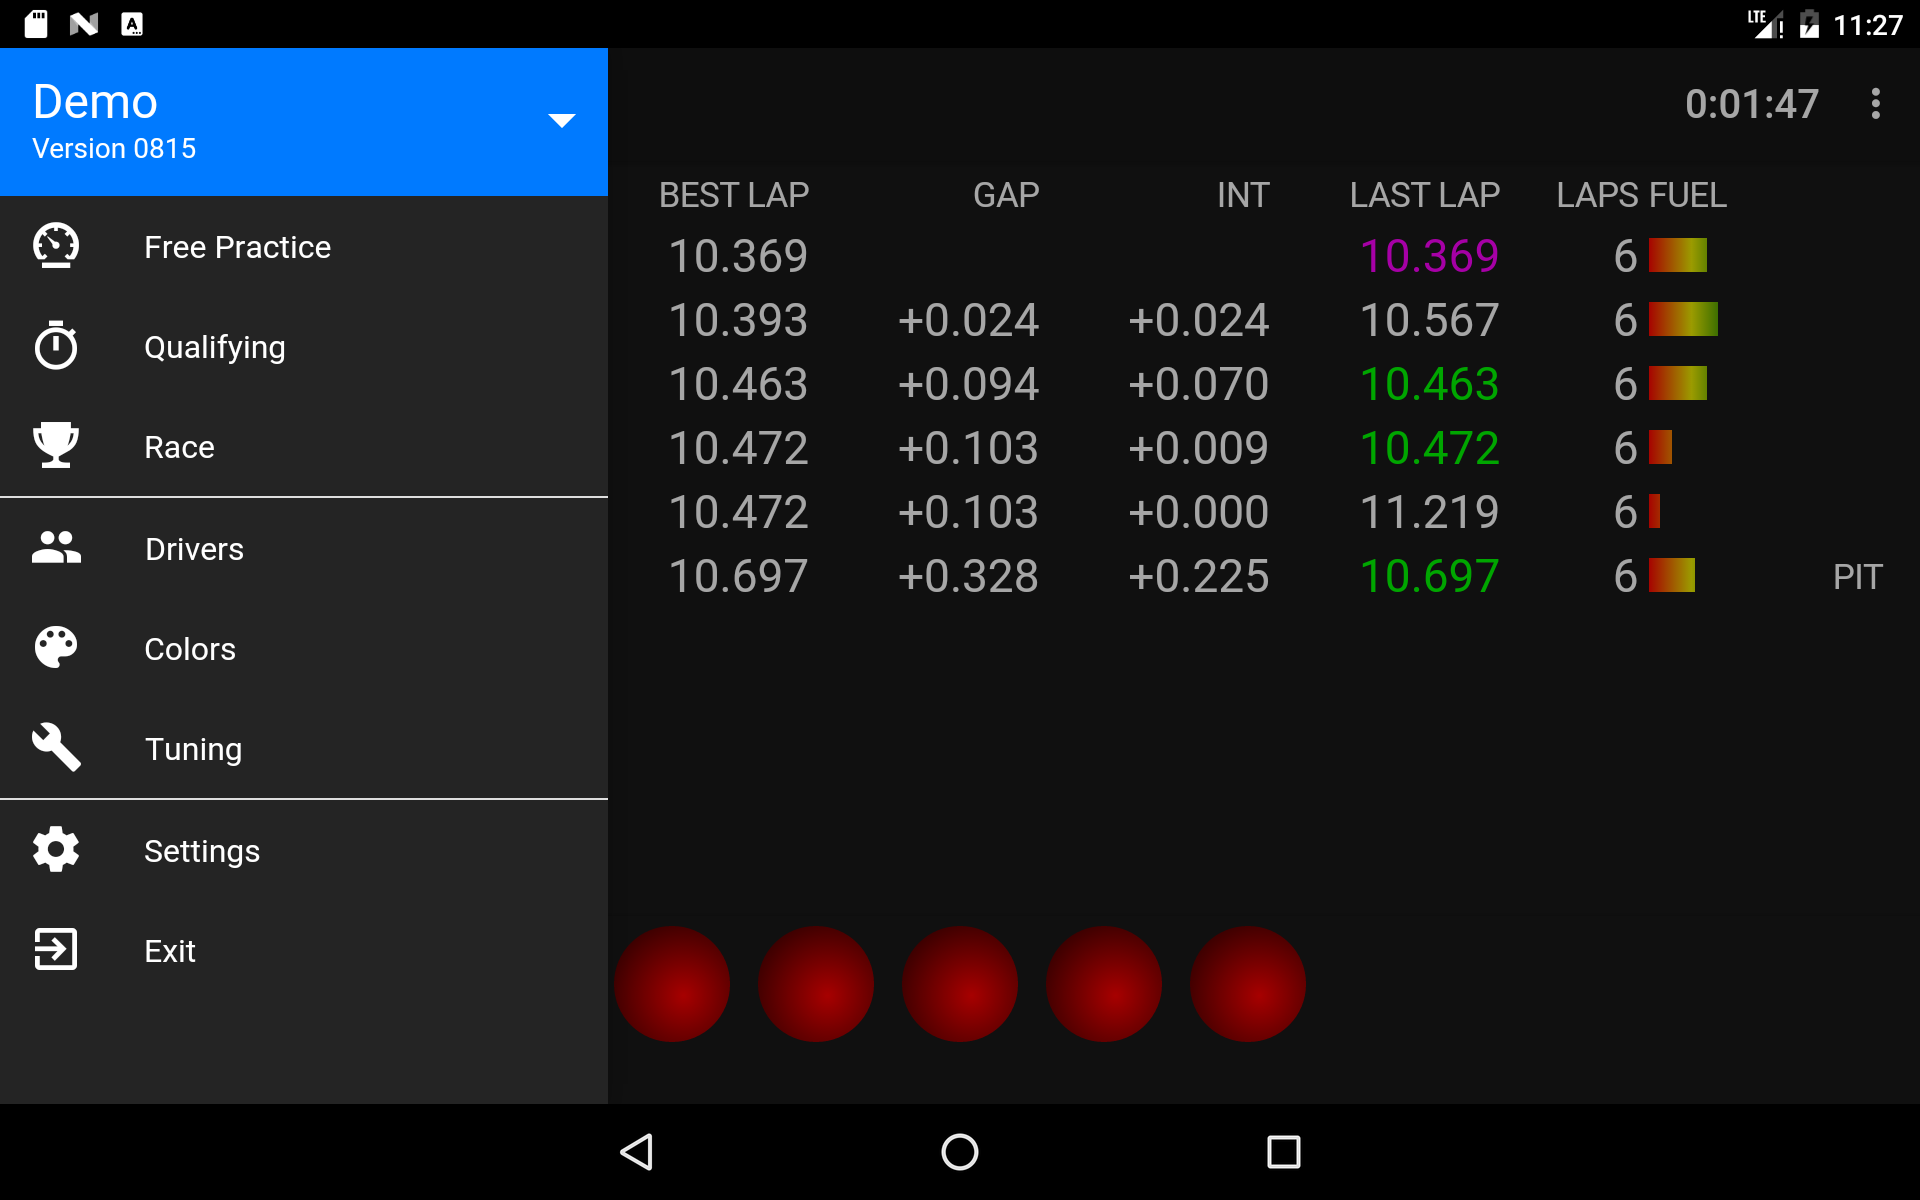 LTE 11:27
Demo
Version 0815
Free Practice
Qualifying
Race
Drivers
Colors
Tuning
Settings
Exit
0:01:47
BEST LAP GAP INT LAST LAP LAPS FUEL
10.369 10.369 6
10.393 +0.024 +0.024 10.567 6
10.463 +0.094 +0.070 10.463 6
10.472 +0.103 +0.009 10.472 6
10.472 +0.103 +0.000 11.219 6
10.697 +0.328 +0.225 10.697 6 PIT